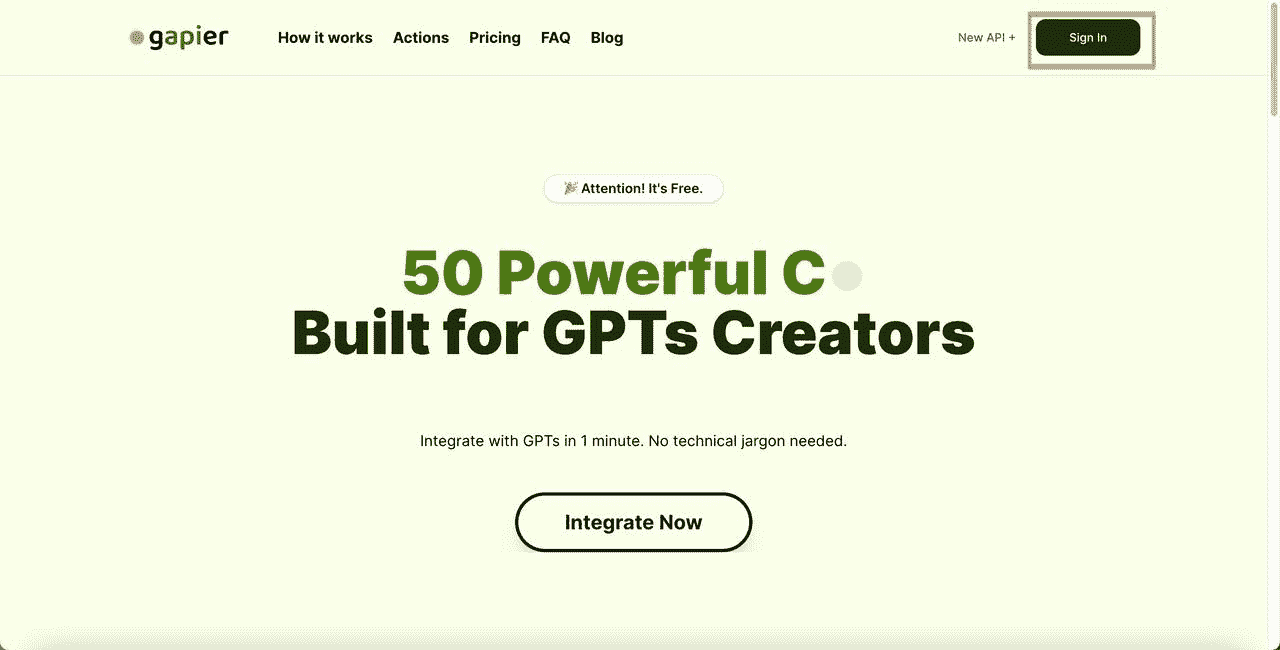 gapier
How it works Actions Pricing FAQ Blog
New API +
Sign In
🎉 Attention! It's Free.
50 Powerful C
Built for GPTs Creators
Integrate with GPTs in 1 minute. No technical jargon needed.
Integrate Now